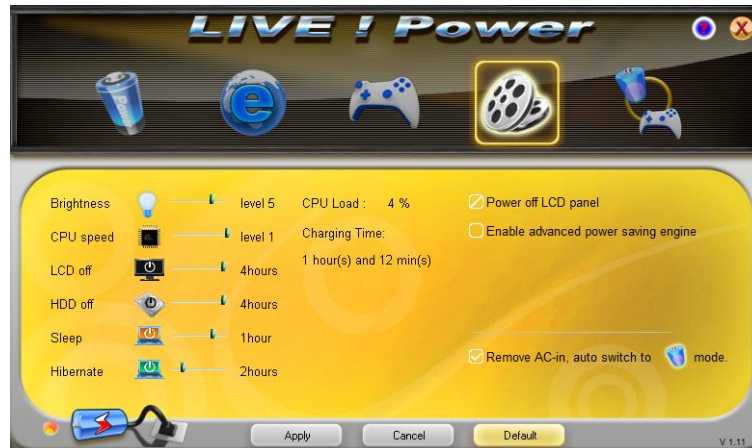 LIVE ! Power
Power
e
Brightness level 5 CPU Load : 4 % Power off LCD panel
CPU speed level 1 Charging Time: Enable advanced power saving engine
LCD off 4hours 1 hour(s) and 12 min(s)
HDD off 4hours
Sleep 1hour
Hibernate 2hours Remove AC-in, auto switch to mode.
Apply Cancel Default
V 1.11